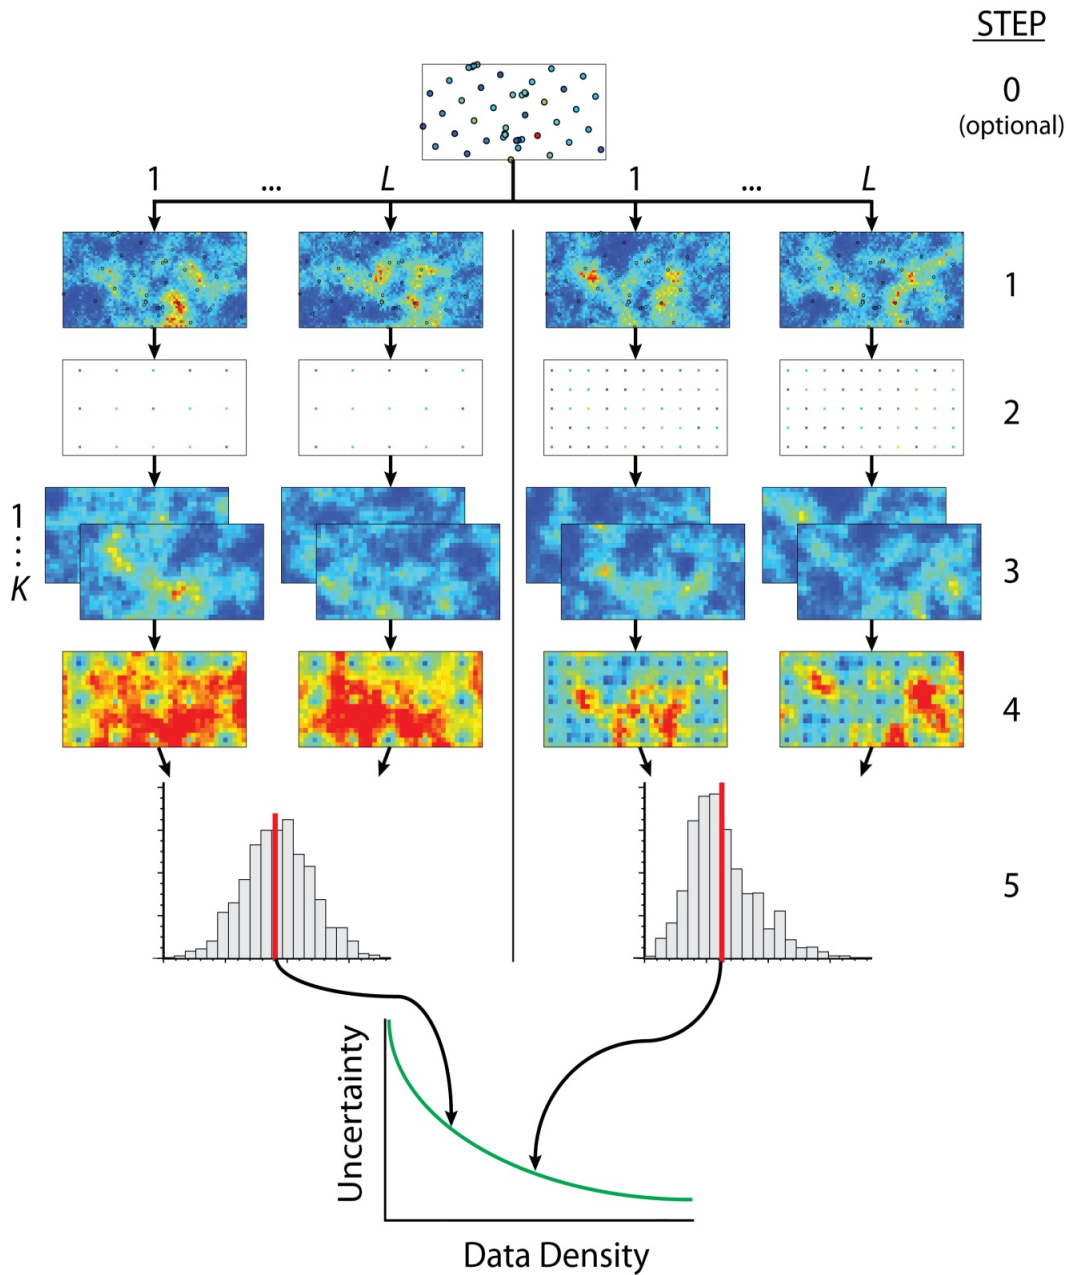 STEP
0
(optional)
1 ... L 1 ... L
1
2
1
⋮
K
3
4
5
Uncertainty
Data Density